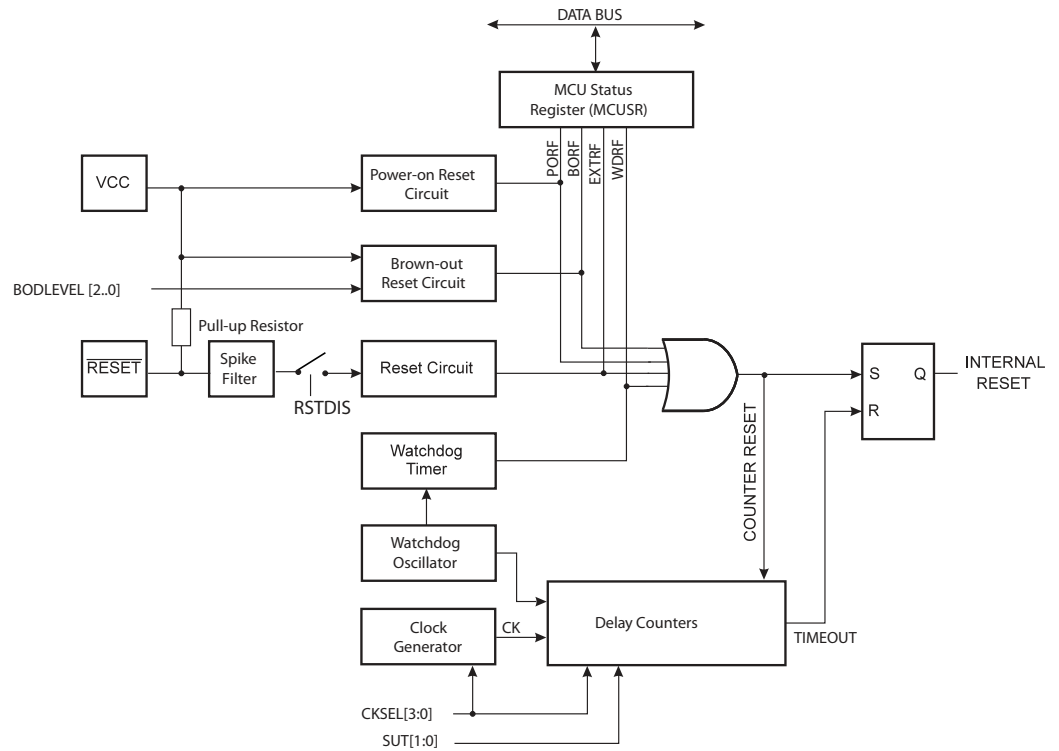 DATA BUS
MCU Status
Register (MCUSR)
PORF
BORF
EXTRF
WDRF
VCC
Power-on Reset
Circuit
Brown-out
Reset Circuit
BODLEVEL [2..0]
Pull-up Resistor
RESET
Spike
Filter
RSTDIS
Reset Circuit
S
Q
R
INTERNAL
RESET
Watchdog
Timer
COUNTER RESET
Watchdog
Oscillator
Clock
Generator
CK
Delay Counters
TIMEOUT
CKSEL[3:0]
SUT[1:0]